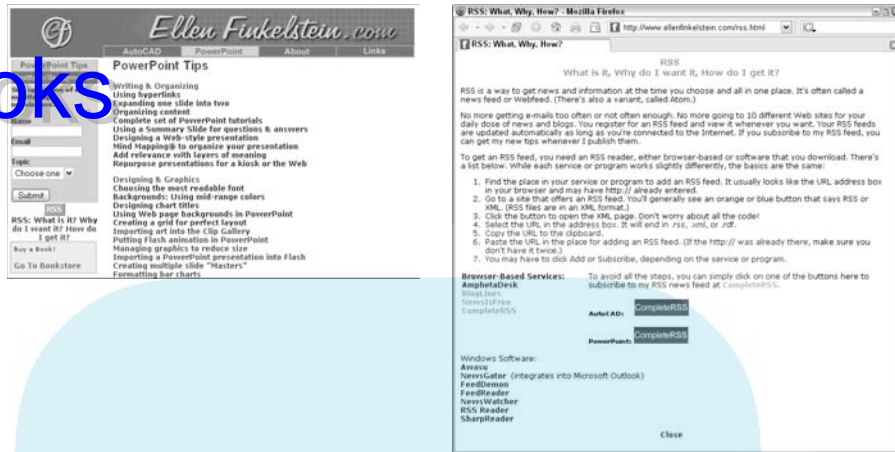 Ellen Finkelstein.com
AutoCAD PowerPoint About Links
PowerPoint Tips
oks
Name
Email
Topic:
Choose one
Submit
RSS
RSS: What is it? Why
do I want it? How do
I get it?
Buy a Book!
Go To Bookstore
PowerPoint Tips
Writing & Organizing
Using hyperlinks
Expanding one slide into two
Organizing content
Complete set of PowerPoint tutorials
Using a Summary Slide for questions & answers
Designing a Web-style presentation
Mind Mapping® to organize your presentation
Add relevance with layers of meaning
Repurpose presentations for a kiosk or the Web
Designing & Graphics
Choosing the most readable font
Backgrounds: Using mid-range colors
Designing chart titles
Using Web page backgrounds in PowerPoint
Creating a grid for perfect layout
Importing art into the Clip Gallery
Putting Flash animation in PowerPoint
Managing graphics to reduce size
Importing a PowerPoint presentation into Flash
Creating multiple slide "Masters"
Formatting bar charts
RSS: What, Why, How? - Mozilla Firefox
http://www.ellenfinkelstein.com/rss.html
RSS: What, Why, How?
RSS
What is it, Why do I want it, How do I get it?
RSS is a way to get news and information at the time you choose and all in one place. It's often called a
news feed or Webfeed. (There's also a variant, called Atom.)
No more getting e-mails too often or not often enough. No more going to 10 different Web sites for your
daily dose of news and blogs. You register for an RSS feed and view it whenever you want. Your RSS feeds
are updated automatically as long as you're connected to the Internet. If you subscribe to my RSS feed, you
can get my new tips whenever I publish them.
To get an RSS feed, you need an RSS reader, either browser-based or software that you download. There's
a list below. While each service or program works slightly differently, the basics are the same:
1. Find the place in your service or program to add an RSS feed. It usually looks like the URL address box
in your browser and may have http:// already entered.
2. Go to a site that offers an RSS feed. You'll generally see an orange or blue button that says RSS or
XML. (RSS files are in an XML format.)
3. Click the button to open the XML page. Don't worry about all the code!
4. Select the URL in the address box. It will end in .rss, .xml, or .rdf.
5. Copy the URL to the clipboard.
6. Paste the URL in the place for adding an RSS feed. (If the http:// was already there, make sure you
don't have it twice.)
7. You may have to click Add or Subscribe, depending on the service or program.
Browser-Based Services:
AmphetaDesk
BlogLines
NewsIsFree
CompleteRSS
To avoid all the steps, you can simply click on one of the buttons here to
subscribe to my RSS news feed at CompleteRSS.
AutoCAD: CompleteRSS
PowerPoint: CompleteRSS
Windows Software:
Awasu
NewsGator (integrates into Microsoft Outlook)
FeedDemon
FeedReader
NewsWatcher
RSS Reader
SharpReader
Close